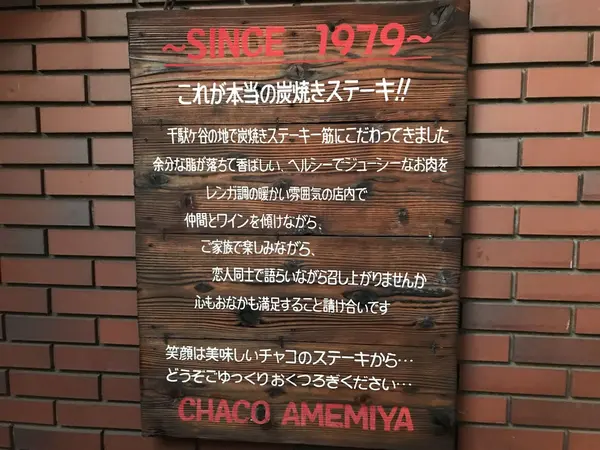 ～SINCE 1979～
これが本当の炭焼きステーキ!!
千駄ヶ谷の地で炭焼きステーキ一筋にこだわってきました
余分な脂が落ちて香ばしい、ヘルシーでジューシーなお肉を
レンガ調の暖かい雰囲気の店内で
仲間とワインを傾けながら、
ご家族で楽しみながら、
恋人同士で語らいながら召し上がりませんか
心もおなかも満足すること請け合いです
笑顔は美味しいチャコのステーキから…
どうぞごゆっくりおくつろぎください…
CHACO AMEMIYA